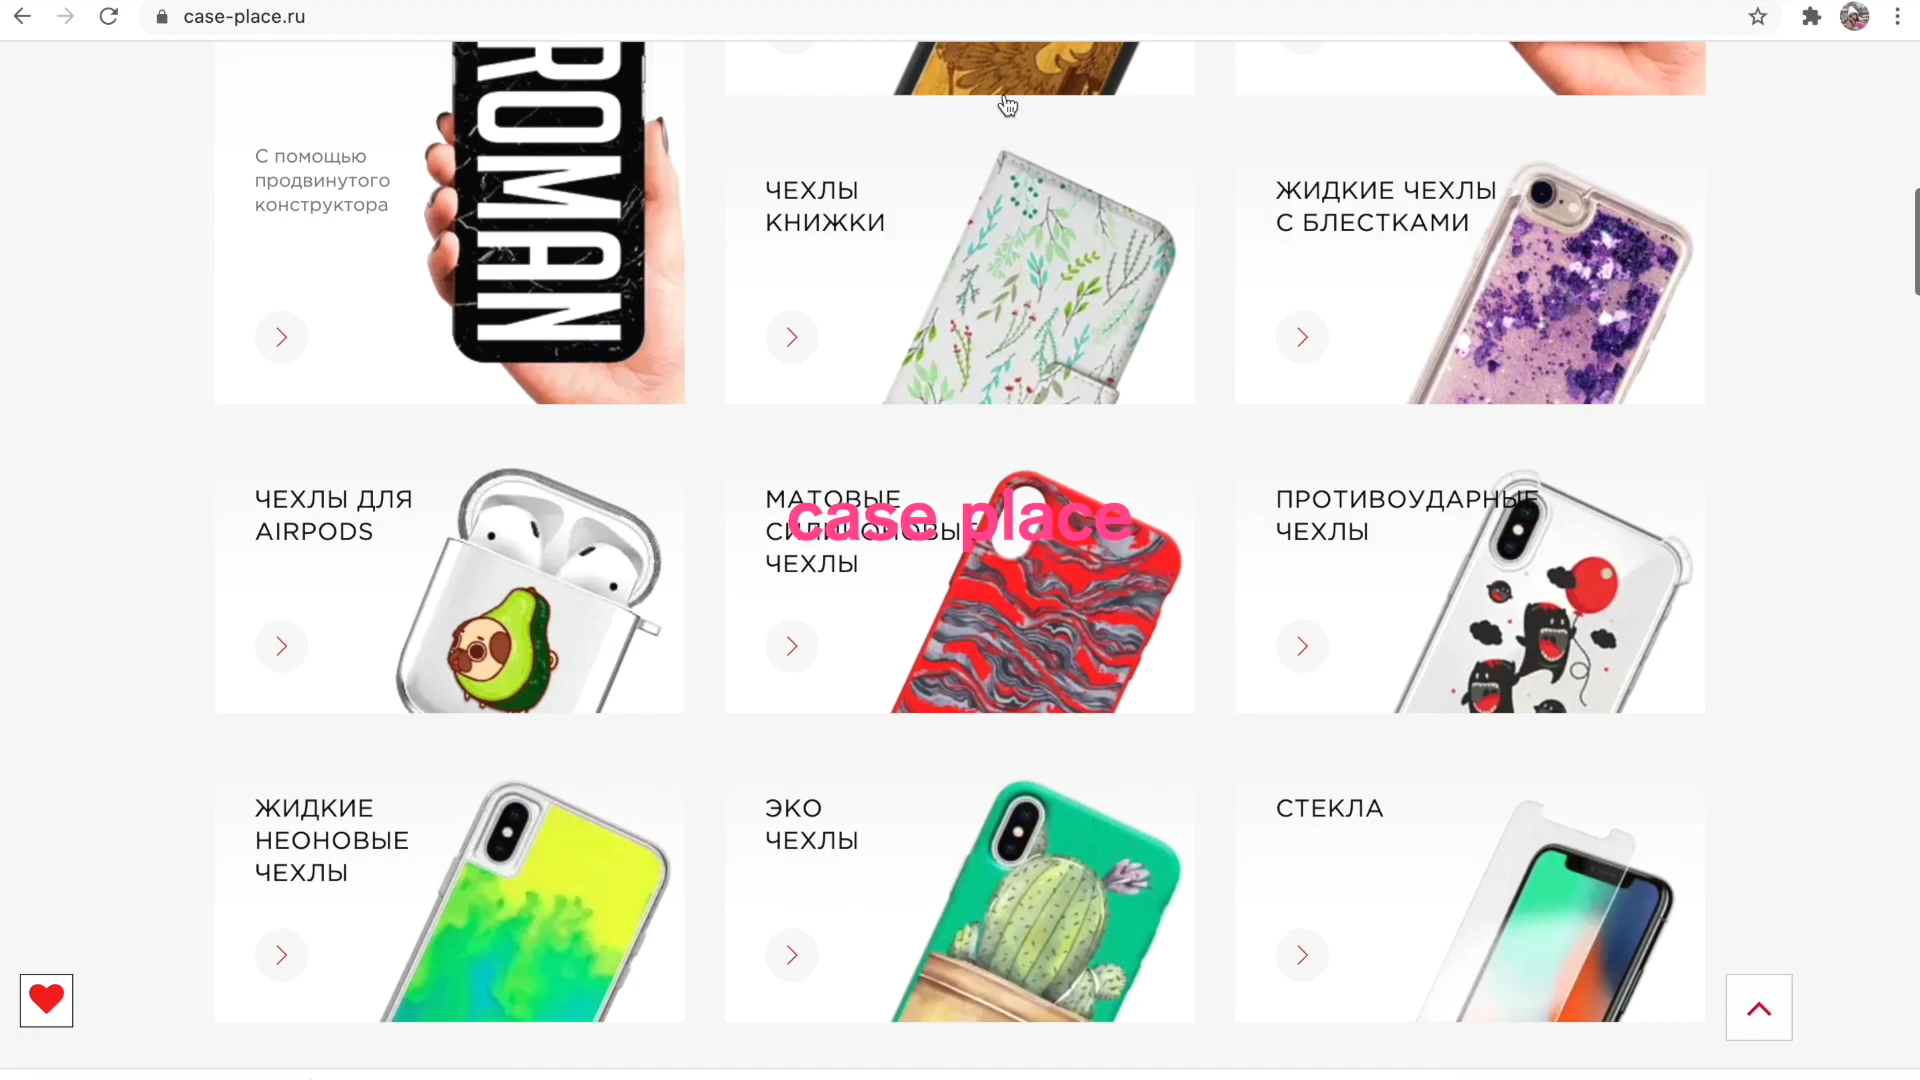 case-place.ru
ROMAN
С помощью
продвинутого
конструктора
ЧЕХЛЫ
КНИЖКИ
ЖИДКИЕ ЧЕХЛЫ
С БЛЕСТКАМИ
ЧЕХЛЫ ДЛЯ
AIRPODS
МАТОВЫЕ
СИЛИКОНОВЫЕ
ЧЕХЛЫ
case place
ПРОТИВОУДАРНЫЕ
ЧЕХЛЫ
ЖИДКИЕ
НЕОНОВЫЕ
ЧЕХЛЫ
ЭКО
ЧЕХЛЫ
СТЕКЛА